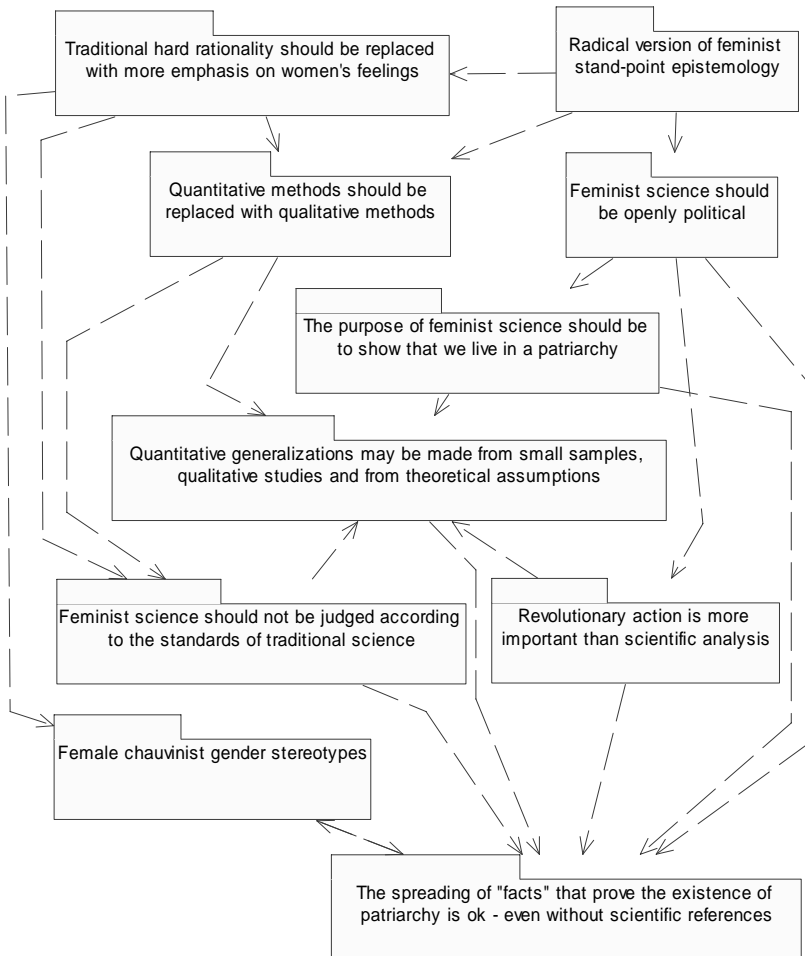 Traditional hard rationality should be replaced
with more emphasis on women's feelings
Radical version of feminist
stand-point epistemology
Quantitative methods should be
replaced with qualitative methods
Feminist science should
be openly political
The purpose of feminist science should be
to show that we live in a patriarchy
Quantitative generalizations may be made from small samples,
qualitative studies and from theoretical assumptions
Feminist science should not be judged according
to the standards of traditional science
Revolutionary action is more
important than scientific analysis
Female chauvinist gender stereotypes
The spreading of "facts" that prove the existence of
patriarchy is ok - even without scientific references